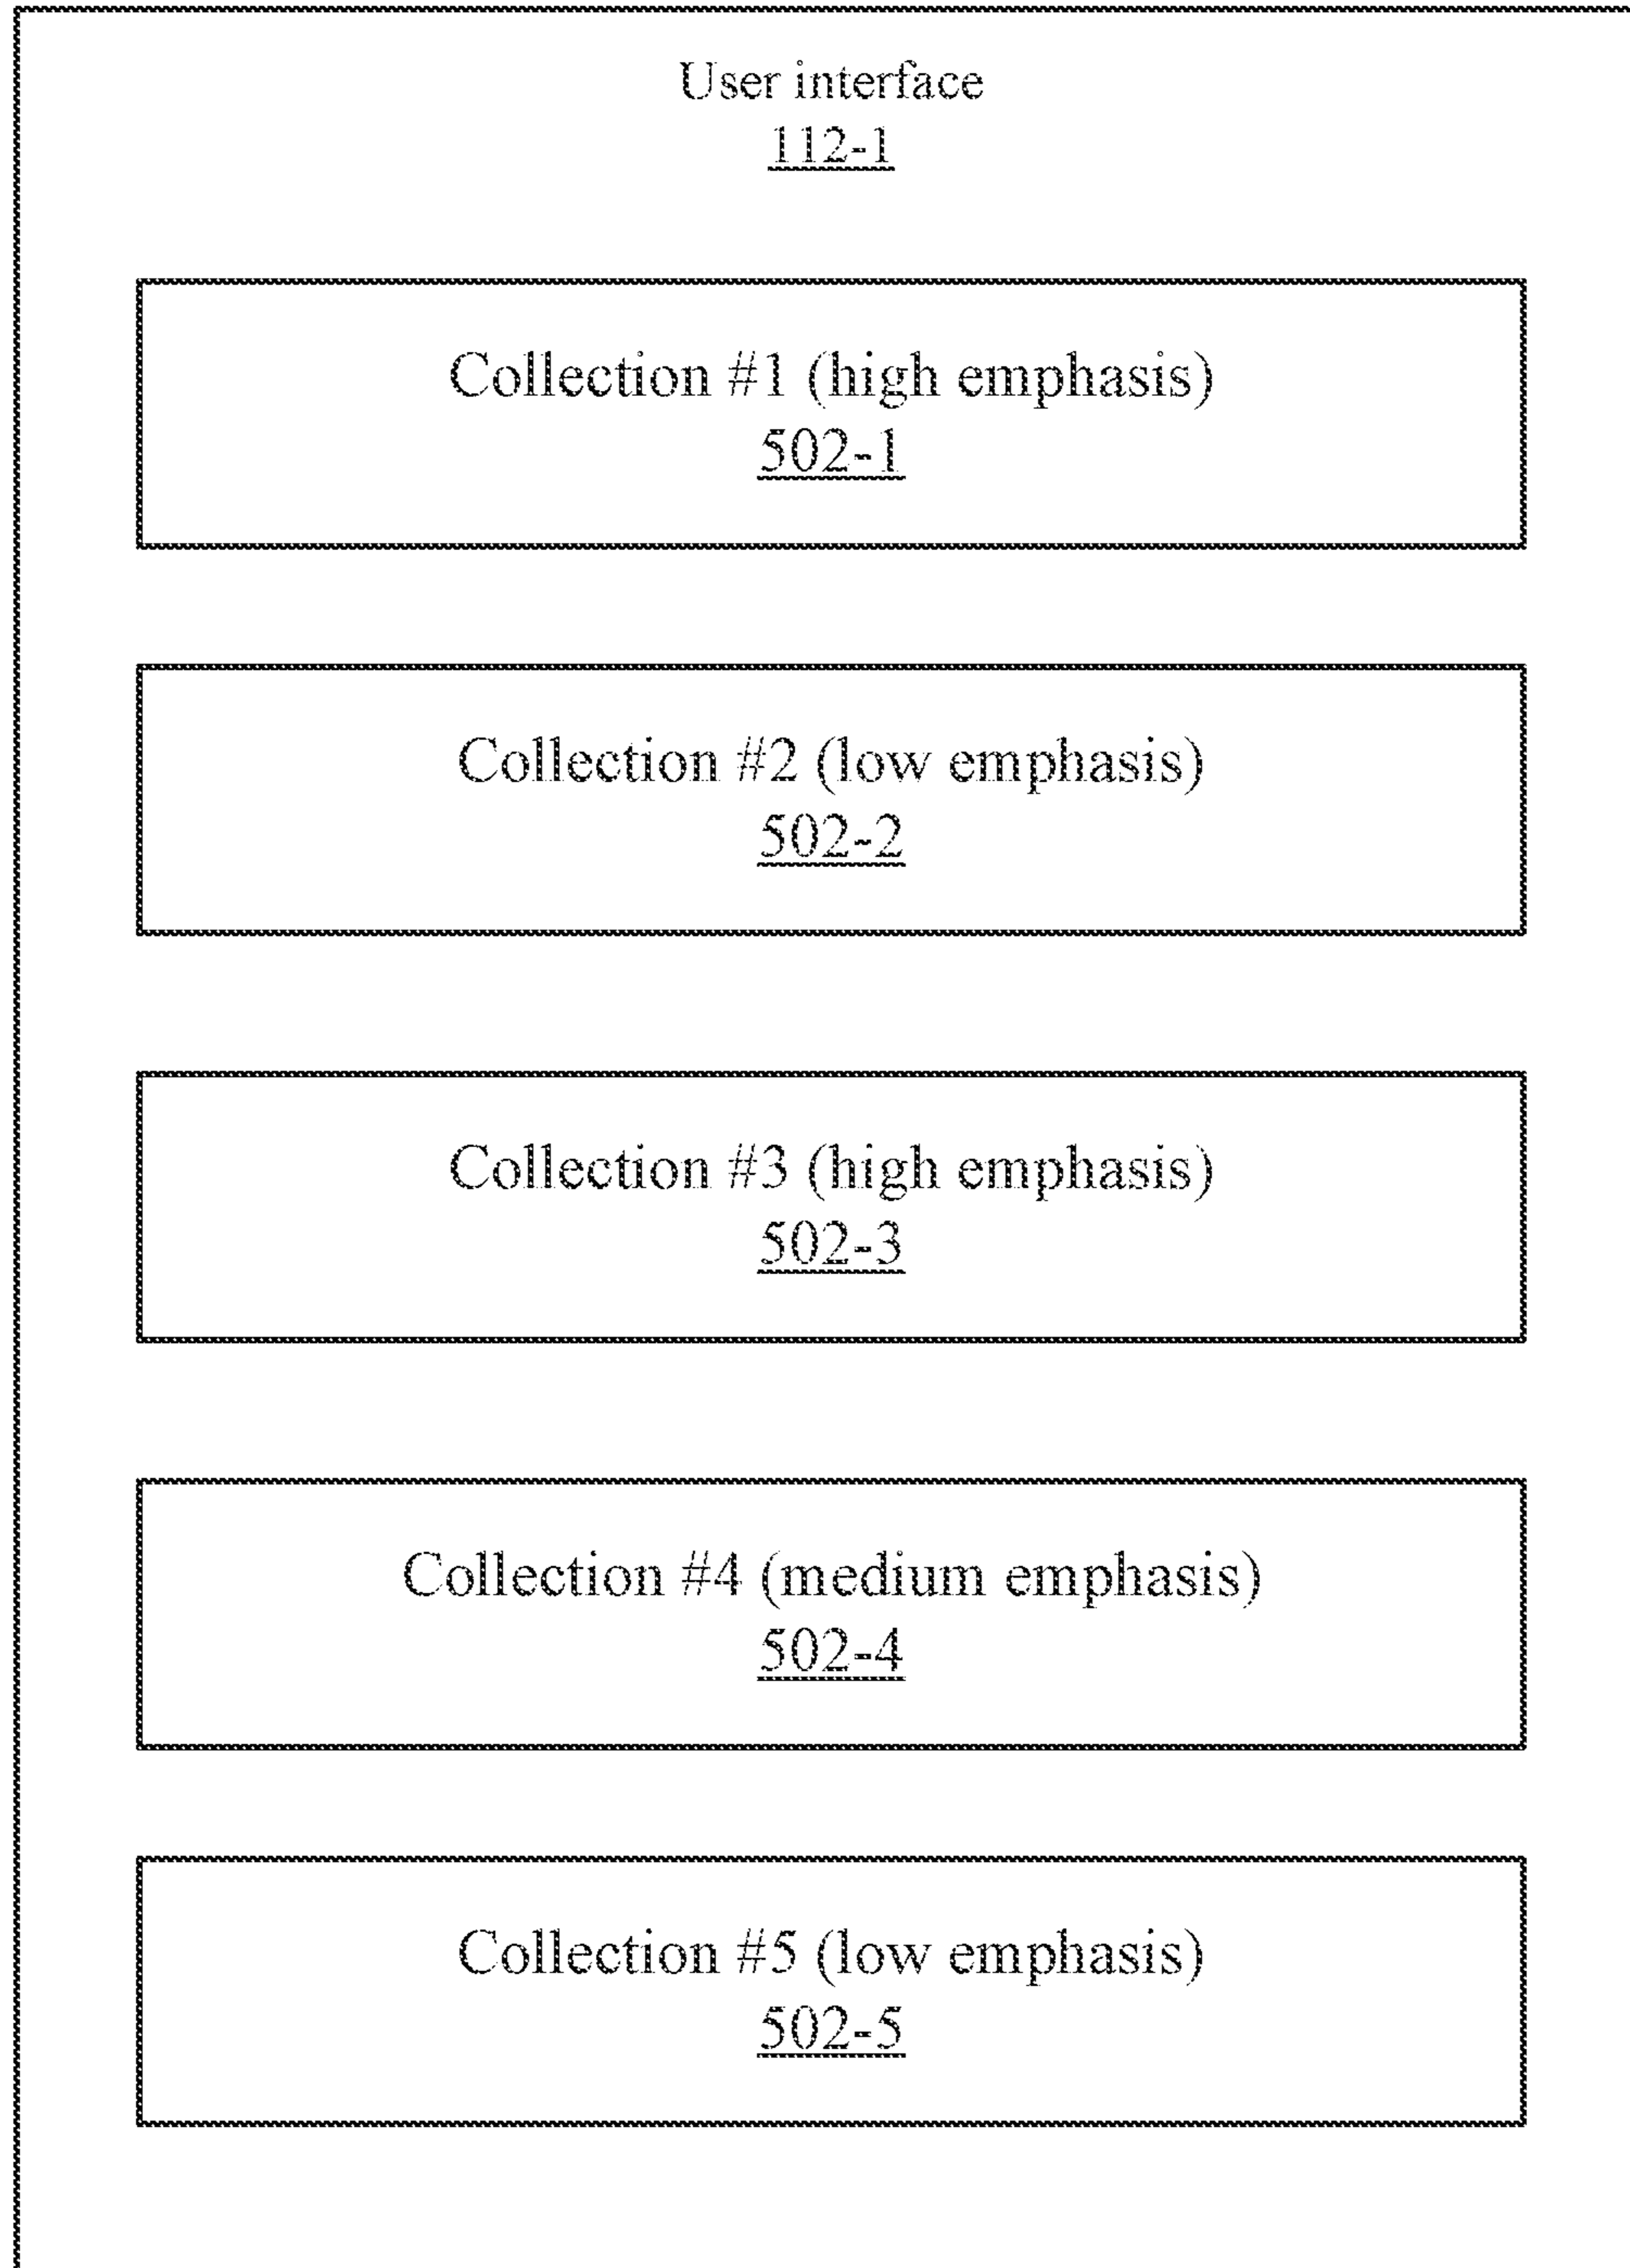 User interface
112-1
Collection #1 (high emphasis)
502-1
Collection #2 (low emphasis)
502-2
Collection #3 (high emphasis)
502-3
Collection #4 (medium emphasis)
502-4
Collection #5 (low emphasis)
502-5